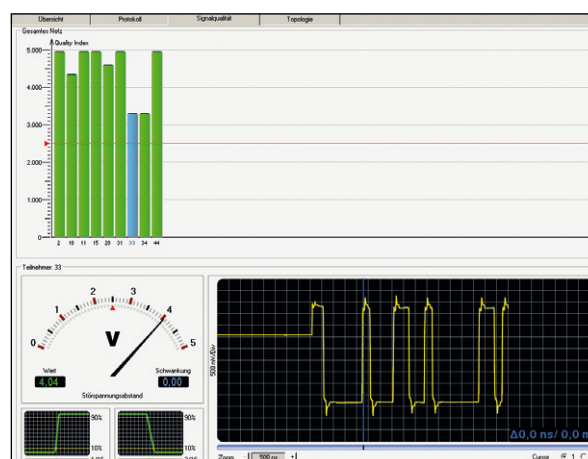 Übersicht Protokoll Signalqualität Topologie
Gesamtes Netz
Quality Index
5.000
4.000
3.000
2.000
1.000
0
2 10 11 15 20 31 33 34 44
Teilnehmer: 33
0 1 2 3 4 5
V
Wert
4,04
Schwankung
0,00
Störspannungsabstand
90%
10%
90%
10%
500 mV/Div
Δ0,0 ns/ 0,0 m
Zoom - 500 ns +
Cursor 1